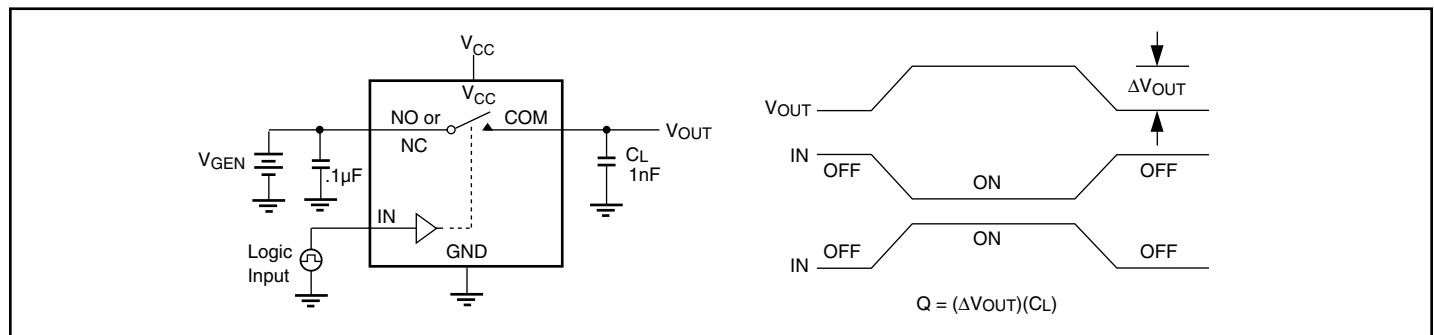 VCC
VCC
NO or
COM
NC
VOUT
VGEN
.1µF
CL
1nF
IN
Logic
Input
GND
VOUT
ΔVOUT
IN
OFF
ON
OFF
IN
OFF
ON
OFF
Q = (ΔVOUT)(CL)